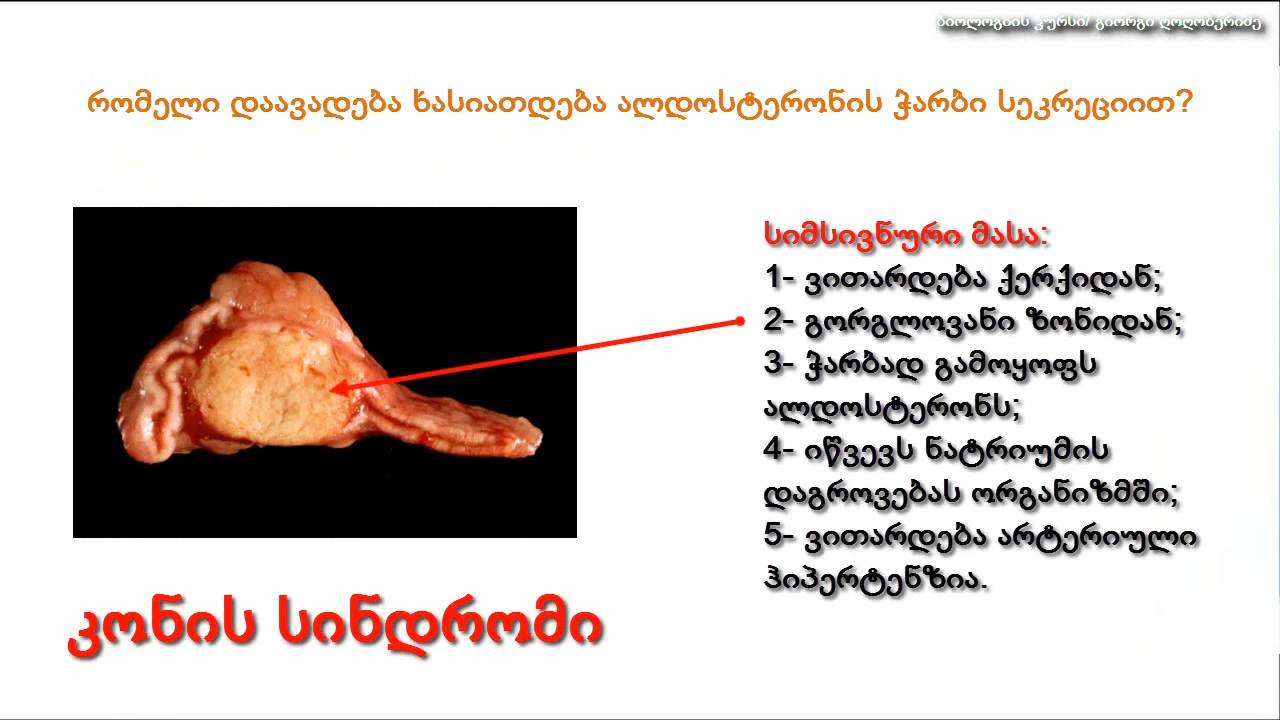 ბიოლოგიის კურსი/ გიორგი ღოღობერიძე
რომელი დაავადება ხასიათდება ალდოსტერონის ჭარბი სეკრეციით?
სიმსივნური მასა:
1- ვითარდება ქერქიდან;
2- გორგლოვანი ზონიდან;
3- ჭარბად გამოყოფს
ალდოსტერონს;
4- იწვევს ნატრიუმის
დაგროვებას ორგანიზმში;
5- ვითარდება არტერიული
ჰიპერტენზია.
კონის სინდრომი